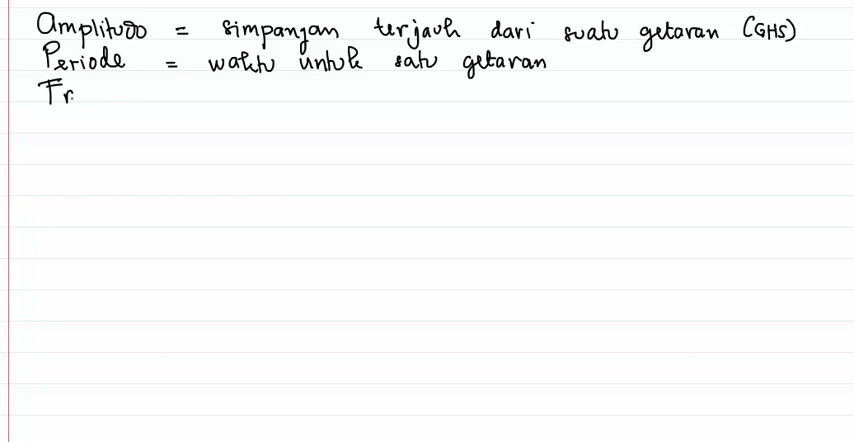 Amplitudo = simpangan terjauh dari suatu getaran (GHS)
Periode = waktu untuk satu getaran
Fr